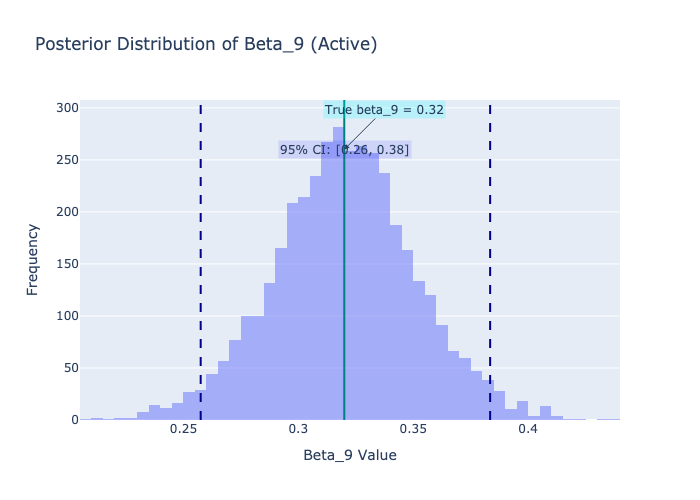 Posterior Distribution of Beta_9 (Active)
True beta_9 = 0.32
95% CI: [0.26, 0.38]
Frequency
300
250
200
150
100
50
0
0.25
0.3
0.35
0.4
Beta_9 Value